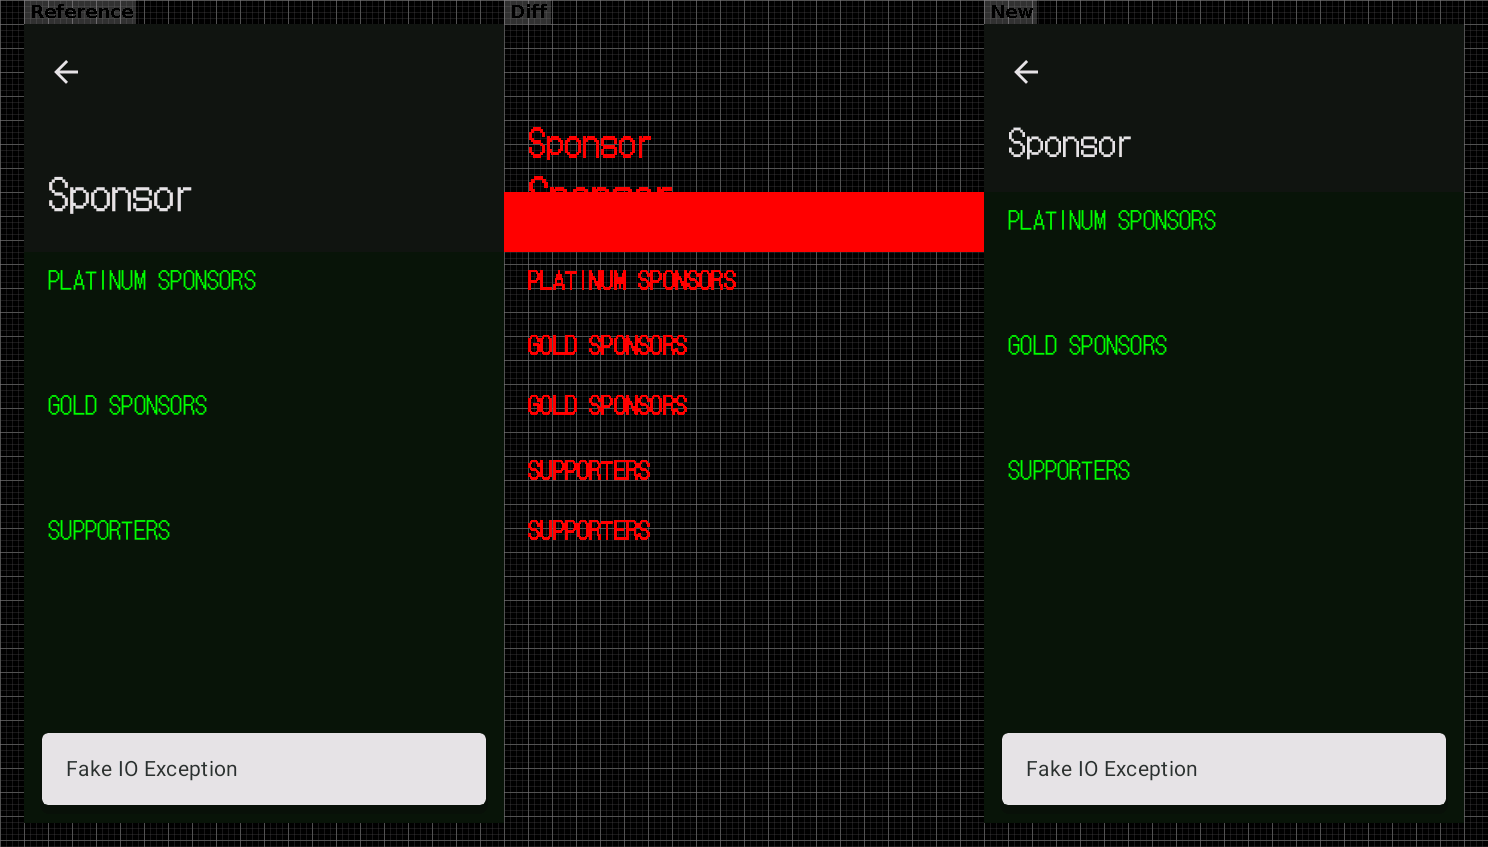 Reference
Sponsor
PLATINUM SPONSORS
GOLD SPONSORS
SUPPORTERS
Fake IO Exception
Diff
Sponsor
Sponsor
PLATINUM SPONSORS
GOLD SPONSORS
GOLD SPONSORS
SUPPORTERS
SUPPORTERS
New
Sponsor
PLATINUM SPONSORS
GOLD SPONSORS
SUPPORTERS
Fake IO Exception